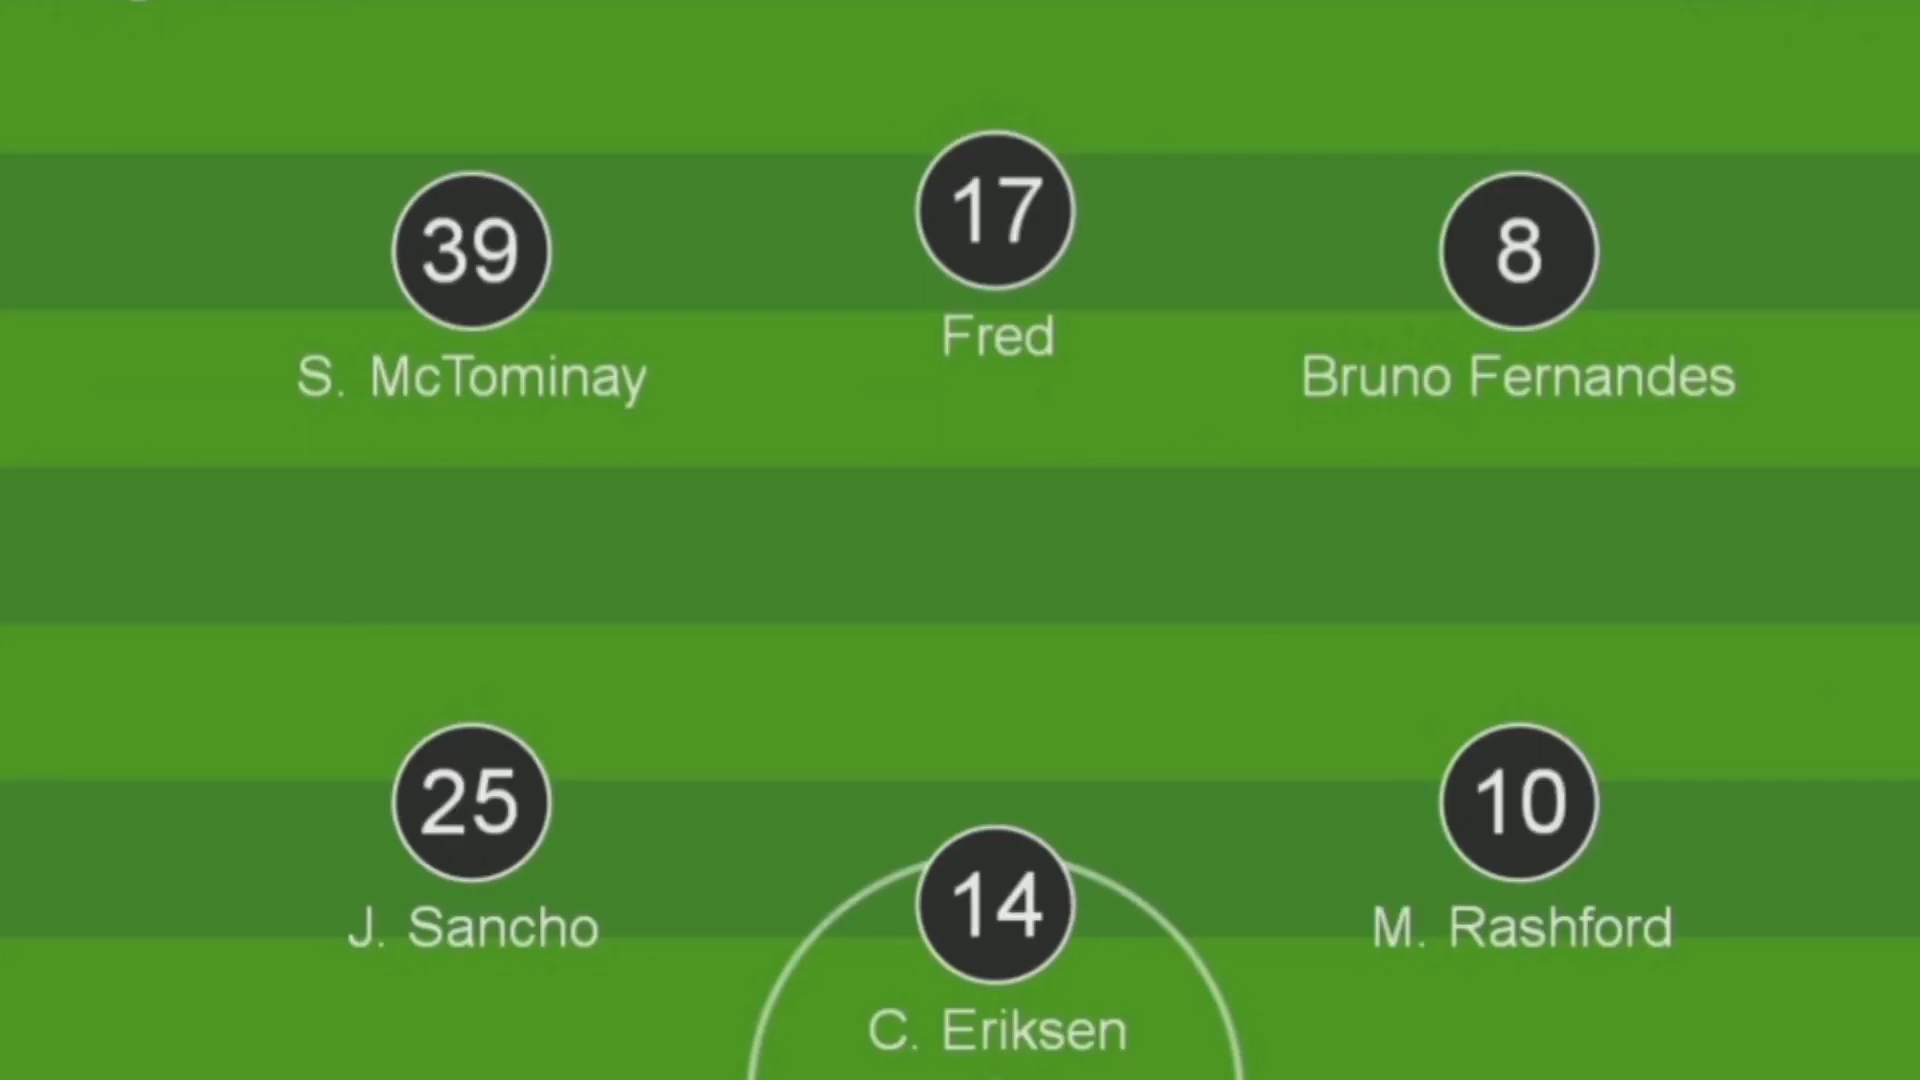 39
17
8
S. McTominay
Fred
Bruno Fernandes
25
14
10
J. Sancho
C. Eriksen
M. Rashford